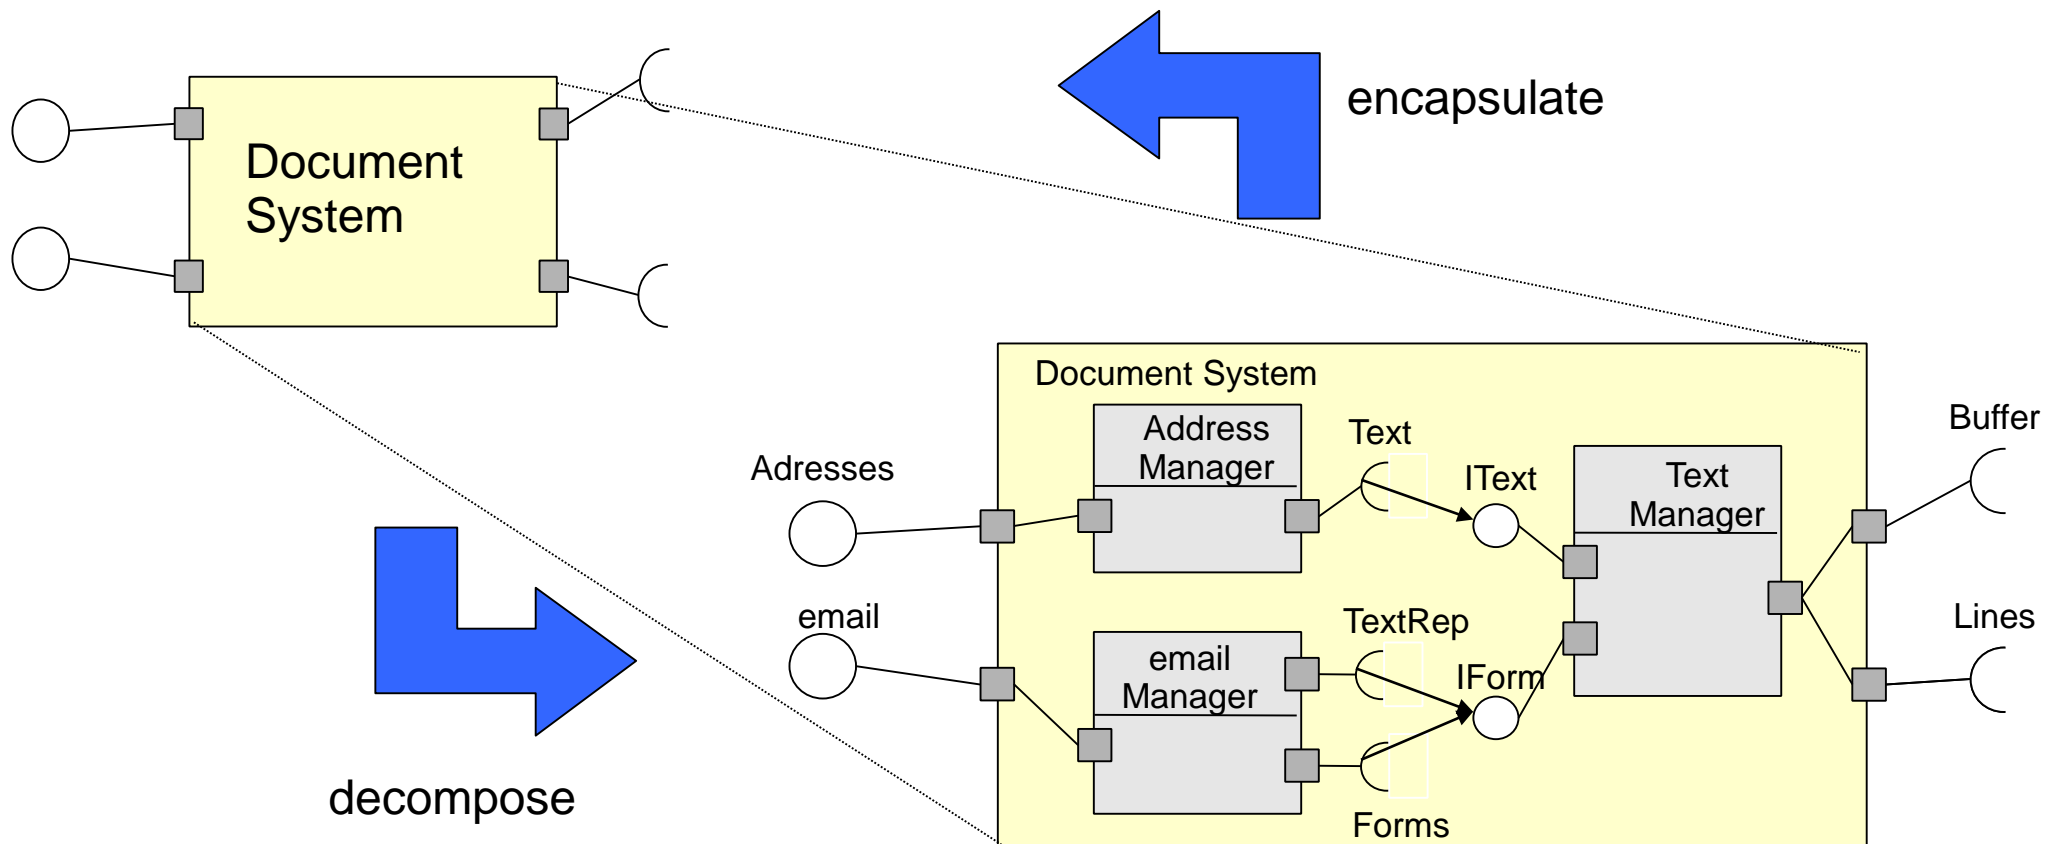 encapsulate
Document
System
Document System
Address
Manager
Text
Buffer
Adresses
IText
Text
Manager
email
TextRep
Lines
email
Manager
IForm
decompose
Forms